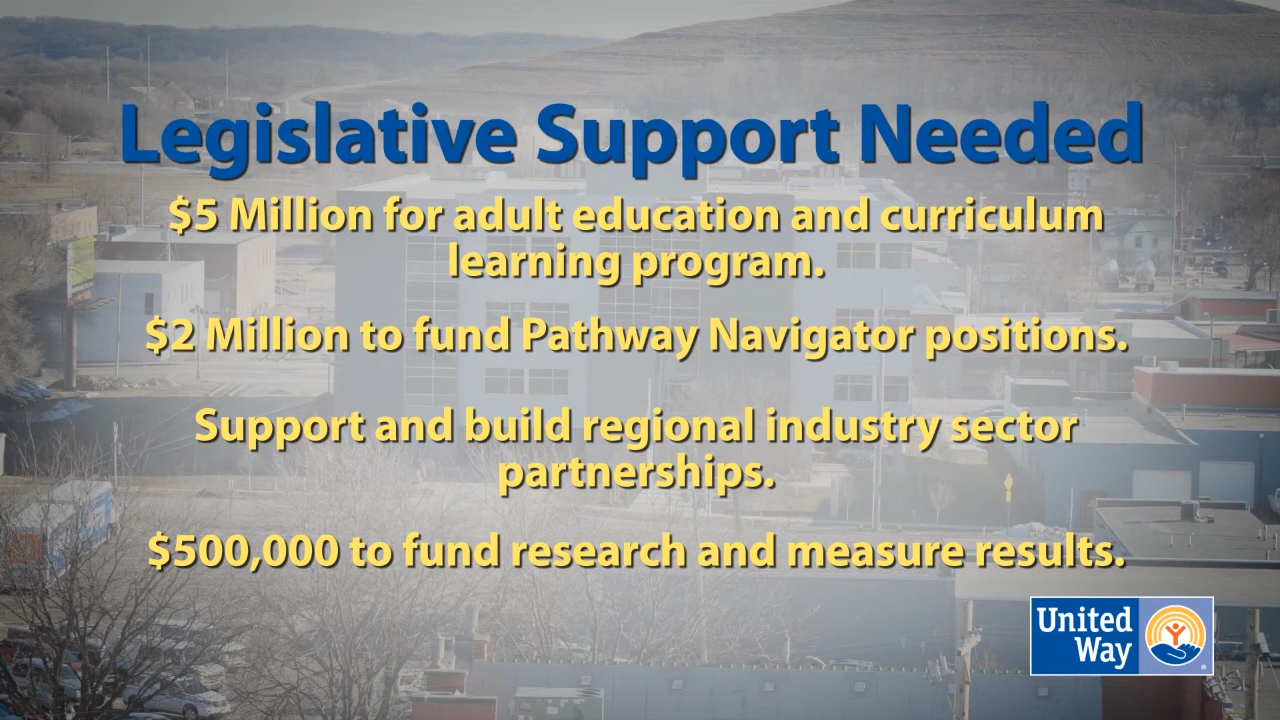 Legislative Support Needed
$5 Million for adult education and curriculum
learning program.
$2 Million to fund Pathway Navigator positions.
Support and build regional industry sector
partnerships.
$500,000 to fund research and measure results.
United
Way